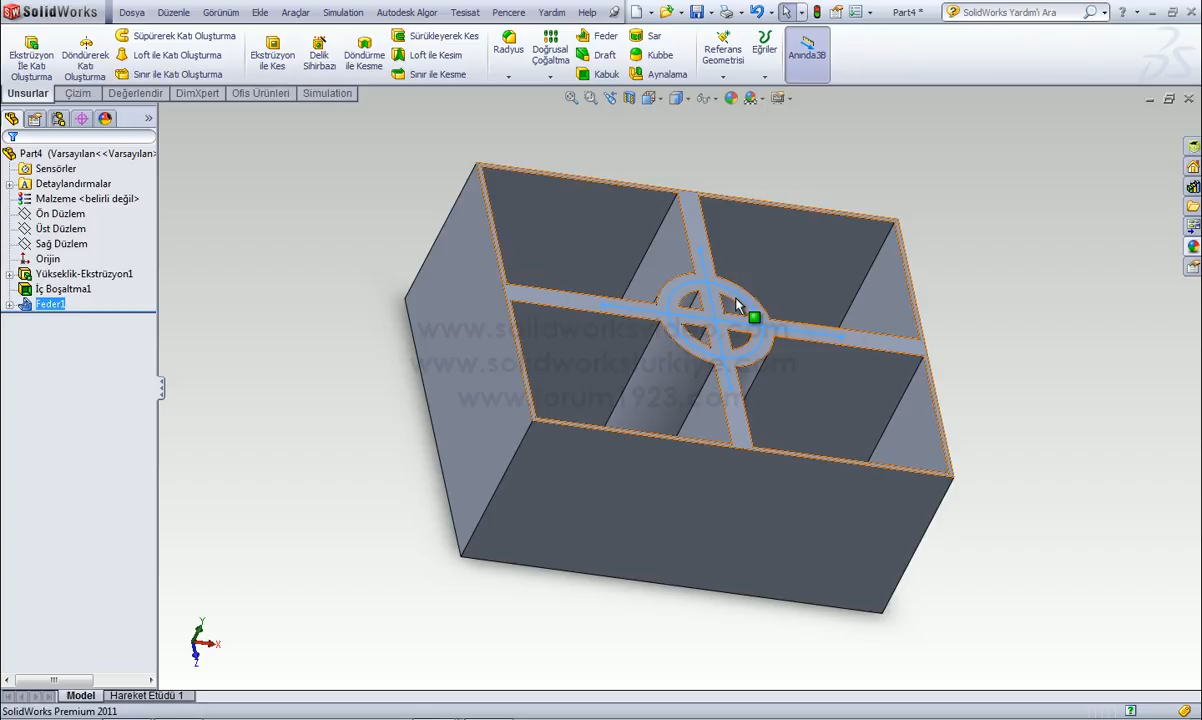 SolidWorks
Dosya Düzenle Görünüm Ekle Araçlar Simulation Autodesk Algor Tesisat Pencere Yardım Help
Part4 *
SolidWorks Yardım'ı Ara
Ekstrüzyon İle Katı Oluşturma
Döndürerek Katı Oluşturma
Süpürerek Katı Oluşturma
Loft ile Katı Oluşturma
Sınır ile Katı Oluşturma
Ekstrüzyon ile Kes
Delik Sihirbazı
Döndürme ile Kesme
Sürükleyerek Kes
Loft ile Kesim
Sınır ile Kesme
Radyus
Doğrusal Çoğaltma
Feder
Draft
Kabuk
Sar
Kubbe
Aynalama
Referans Geometrisi
Eğriler
Anında3B
Unsurlar Çizim Değerlendir DimXpert Ofis Ürünleri Simulation
Part4 (Varsayılan<<Varsayılan>
Sensörler
Detaylandırmalar
Malzeme <belirli değil>
Ön Düzlem
Üst Düzlem
Sağ Düzlem
Orijin
Yükseklik-Ekstrüzyon1
İç Boşaltma1
Feder1
www.forum1923.com
Y
X
Z
Model Hareket Etüdü 1
SolidWorks Premium 2011